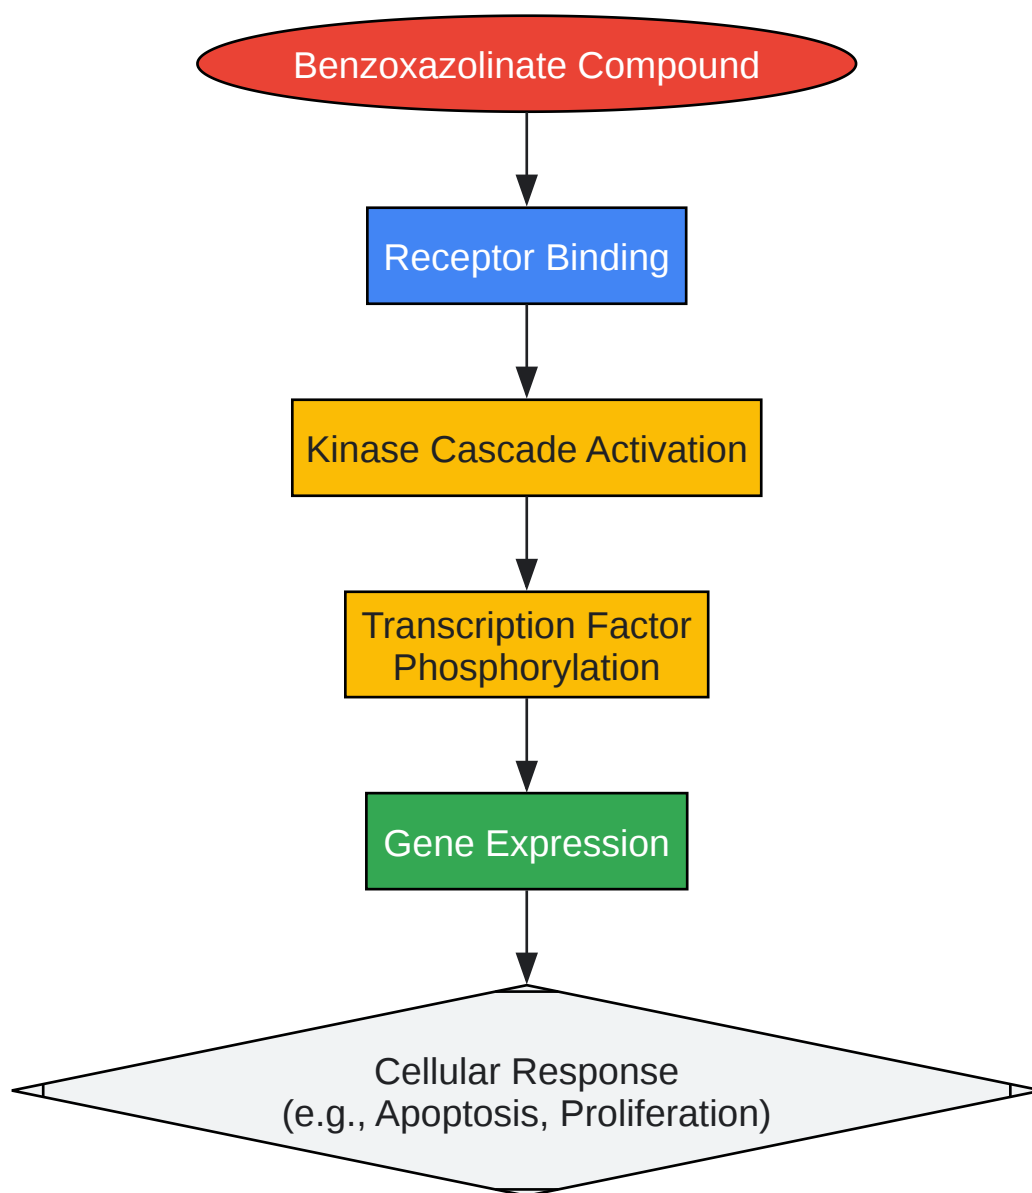 Benzoxazolinate Compound
Receptor Binding
Kinase Cascade Activation
Transcription Factor
Phosphorylation
Gene Expression
Cellular Response
(e.g., Apoptosis, Proliferation)